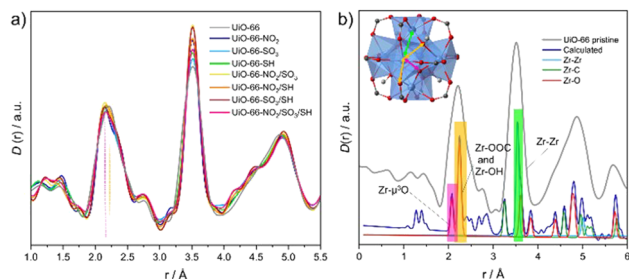 a)
D(r) / a.u.
UiO-66
UiO-66-NO₂
UiO-66-SO₃
UiO-66-SH
UiO-66-NO₂/SO₃
UiO-66-NO₂/SH
UiO-66-SO₃/SH
UiO-66-NO₂/SO₃/SH
1.0 1.5 2.0 2.5 3.0 3.5 4.0 4.5 5.0 5.5
r / Å
b)
D(r) / a.u.
UiO-66 pristine
Calculated
Zr-Zr
Zr-C
Zr-O
Zr-OOC
and
Zr-OH
Zr-Zr
Zr-μ³O
0 1 2 3 4 5 6
r / Å